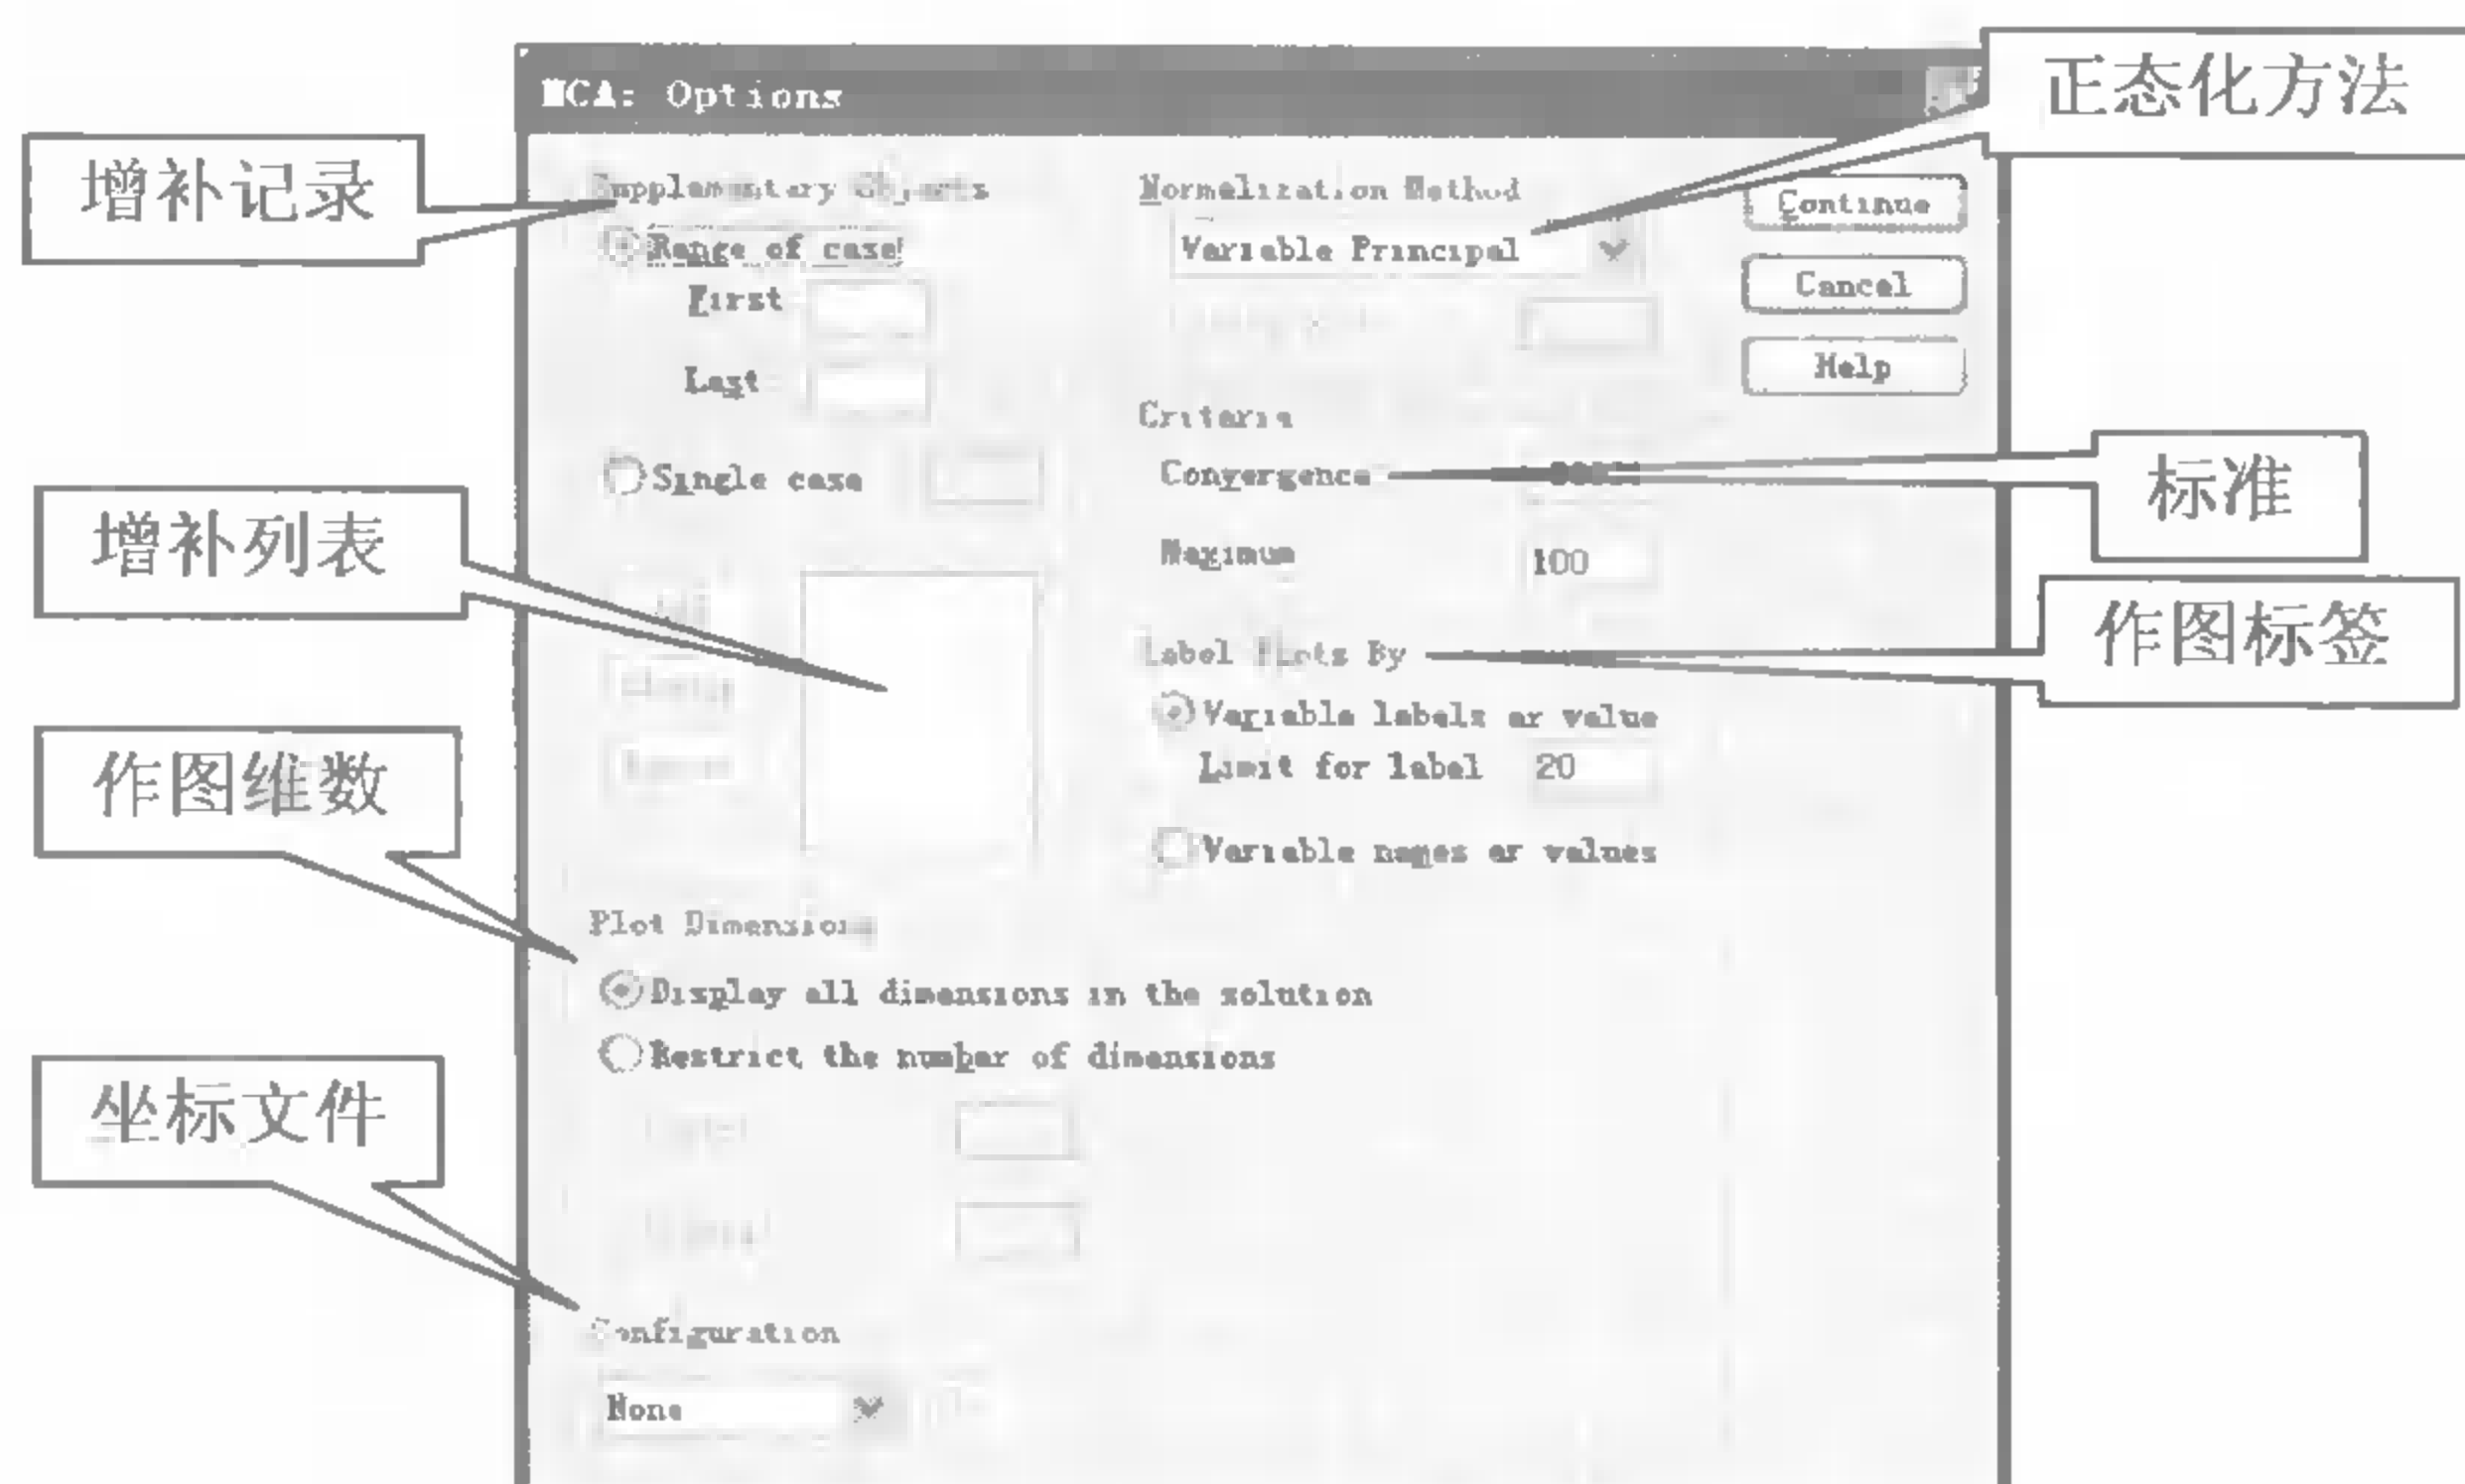 MCA: Options
正态化方法
增补记录
Supplementary Objects
Range of case
First
Last
Single case
增补列表
作图维数
Plot Dimensions
Display all dimensions in the solution
Restrict the number of dimensions
坐标文件
Configuration
None
Normalization Method
Variable Principal
Criteria
Convergence
标准
Maximum
100
Label Plots By
作图标签
Variable labels or value
Limit for label
20
Variable names or values
Continue
Cancel
Help